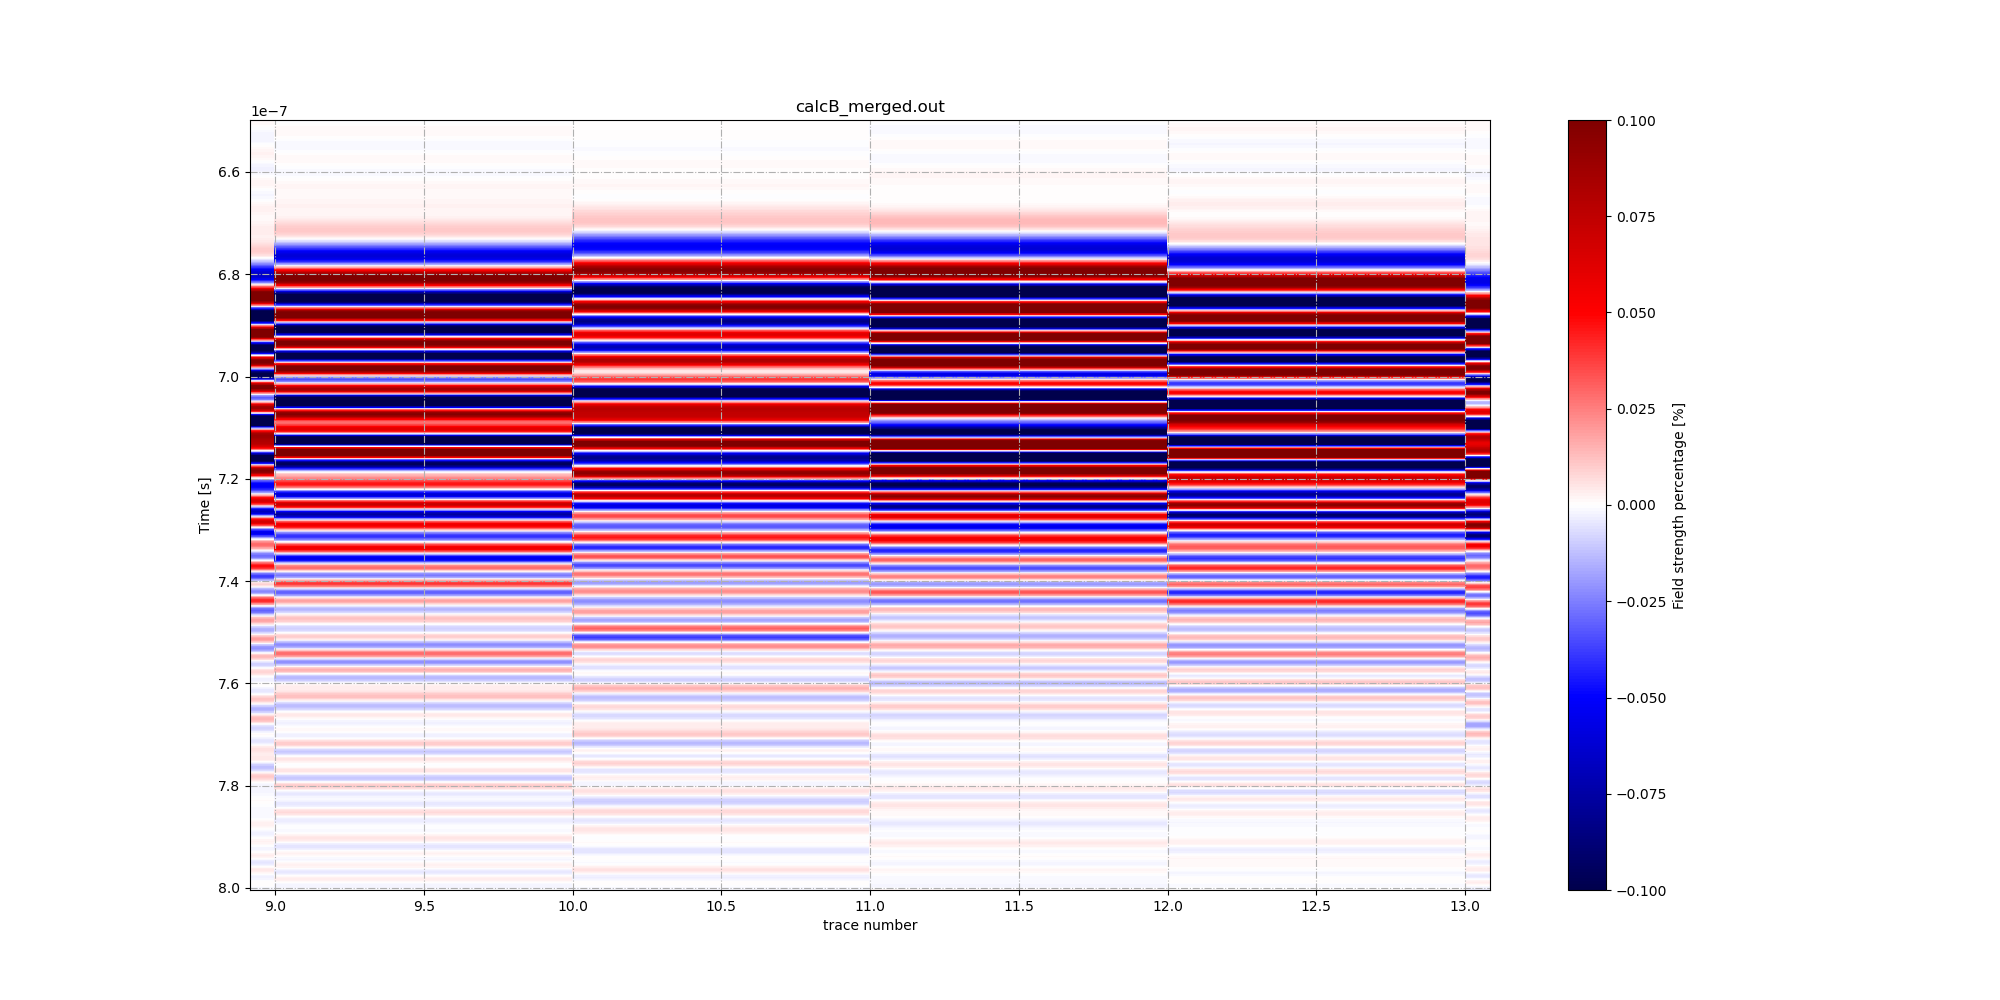 calcB_merged.out
1e−7
6.6
6.8
7.0
7.2
7.4
7.6
7.8
8.0
Time [s]
9.0 9.5 10.0 10.5 11.0 11.5 12.0 12.5 13.0
trace number
0.100
0.075
0.050
0.025
0.000
−0.025
−0.050
−0.075
−0.100
Field strength percentage [%]